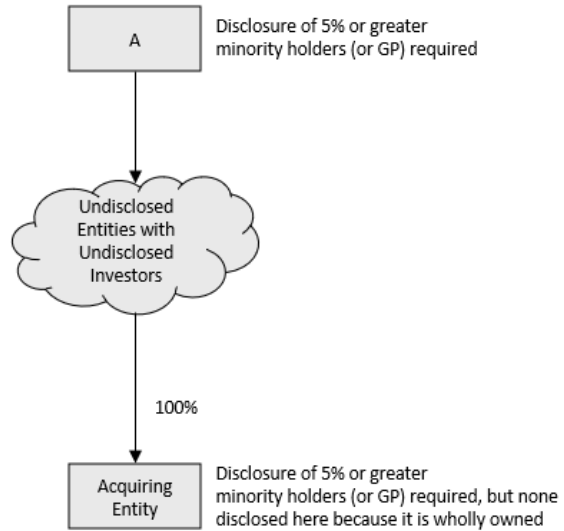 A
Disclosure of 5% or greater
minority holders (or GP) required
Undisclosed
Entities with
Undisclosed
Investors
100%
Acquiring
Entity
Disclosure of 5% or greater
minority holders (or GP) required, but none
disclosed here because it is wholly owned